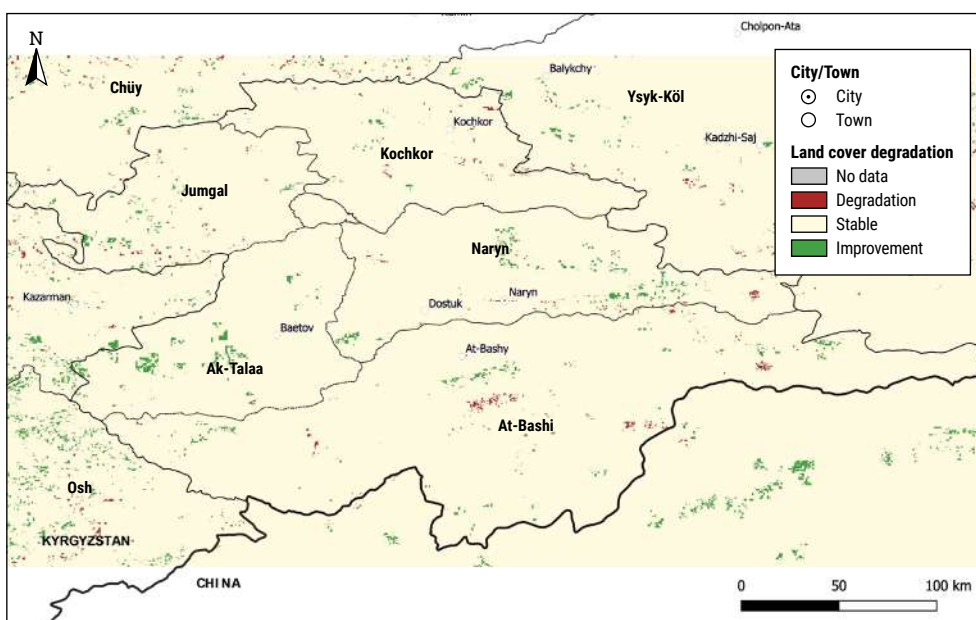 Cholpon-Ata
N
Balykchy
Chüy
Ysyk-Köl
Kochkor
Kadzhi-Saj
Kochkor
Jumgal
Naryn
Kazarman
Naryn
Dostuk
Baetov
At-Bashy
Ak-Talaa
At-Bashi
Osh
KYRGYZSTAN
CHINA
City/Town
City
Town
Land cover degradation
No data
Degradation
Stable
Improvement
0 50 100 km